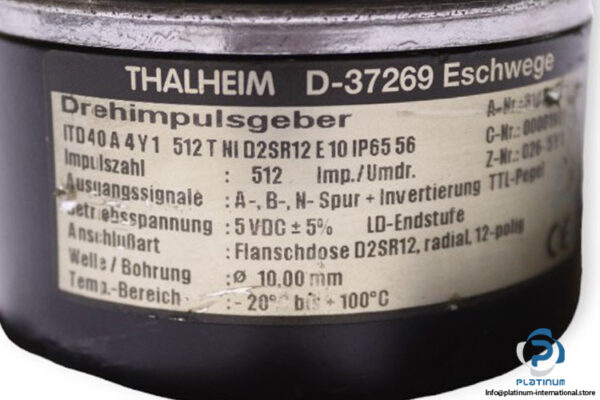 THALHEIM D-37269 Eschwege
Drehimpulsgeber
ITD40 A 4 Y 1 512 T NI D2SR12 E 10 IP65 56
Impulszahl : 512 Imp./Umdr.
Ausgangssignale : A-, B-, N- Spur + Invertierung TTL-Pegel
Betriebsspannung : 5 VDC ± 5% LD-Endstufe
Anschlußart : Flanschdose D2SR12, radial, 12-polig
Welle / Bohrung : Ø 10,00 mm
Temp.-Bereich : - 20°C bis + 100°C
A-Nr.:
C-Nr.:
Z-Nr.:
CE
PLATINUM
Info@platinum-international.store